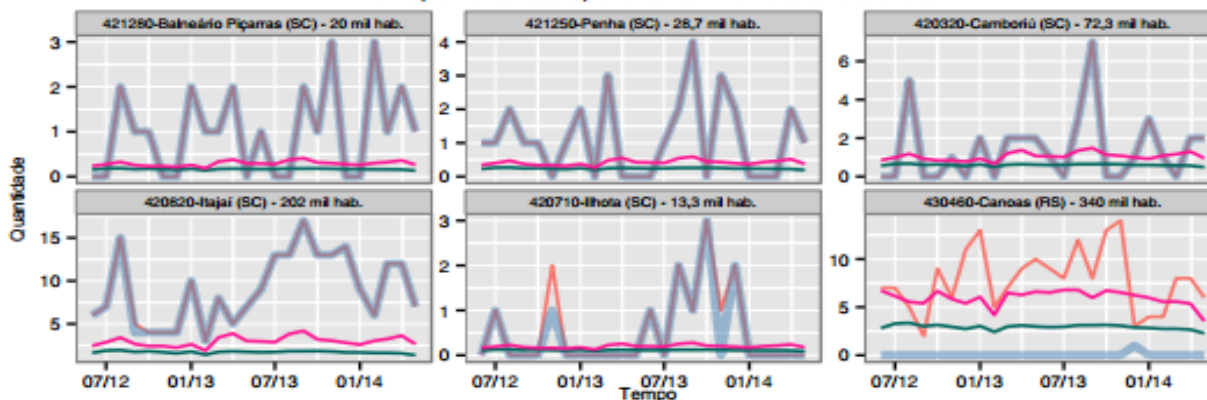 421280-Balneário Piçarras (SC) - 20 mil hab.
421250-Penha (SC) - 28,7 mil hab.
420320-Camboriú (SC) - 72,3 mil hab.
3
2
1
0
4
3
2
1
0
6
4
2
0
Quantidade
420820-Itajaí (SC) - 202 mil hab.
420710-Ilhota (SC) - 13,3 mil hab.
430460-Canoas (RS) - 340 mil hab.
15
10
5
3
2
1
0
10
5
0
07/12 01/13 07/13 01/14
07/12 01/13 07/13 01/14
07/12 01/13 07/13 01/14
Tempo